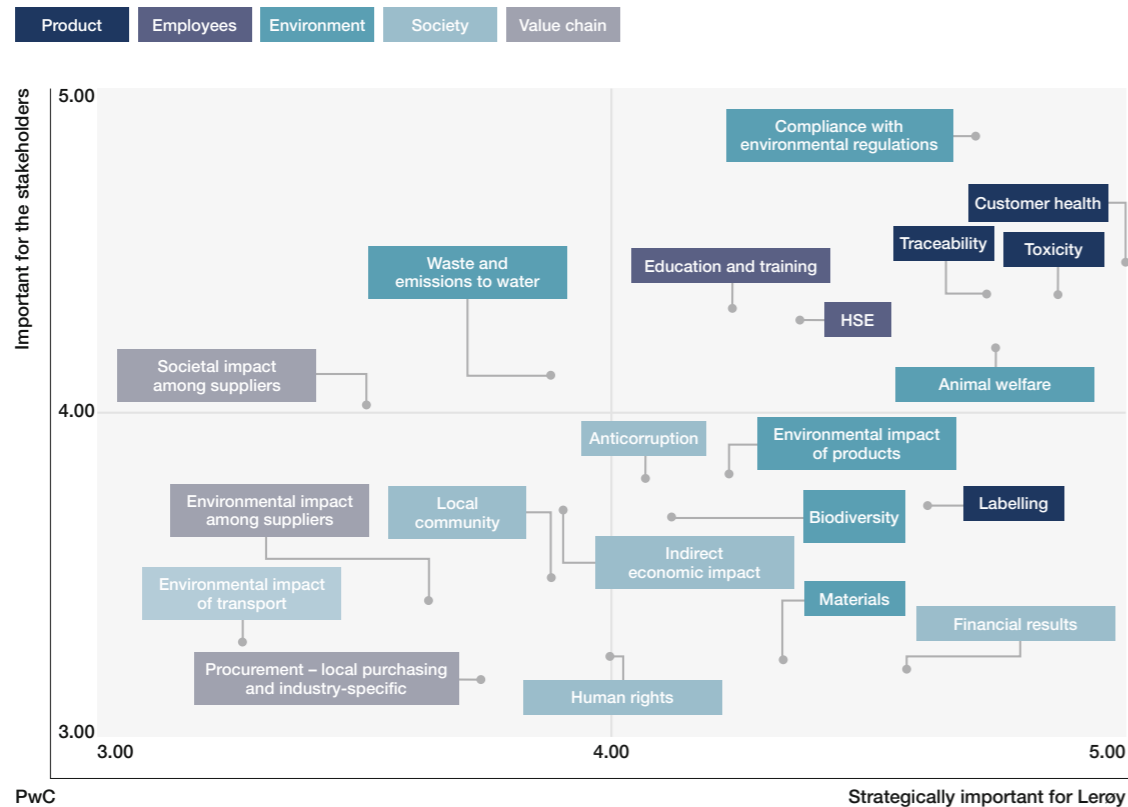 Product
Employees
Environment
Society
Value chain
Important for the stakeholders
5.00
Compliance with
environmental regulations
Customer health
Traceability
Toxicity
Waste and
emissions to water
Education and training
HSE
Societal impact
among suppliers
Animal welfare
4.00
Anticorruption
Environmental impact
of products
Environmental impact
among suppliers
Local
community
Biodiversity
Labelling
Indirect
economic impact
Environmental impact
of transport
Materials
Financial results
Procurement – local purchasing
and industry-specific
Human rights
3.00
3.00
4.00
5.00
PwC
Strategically important for Lerøy